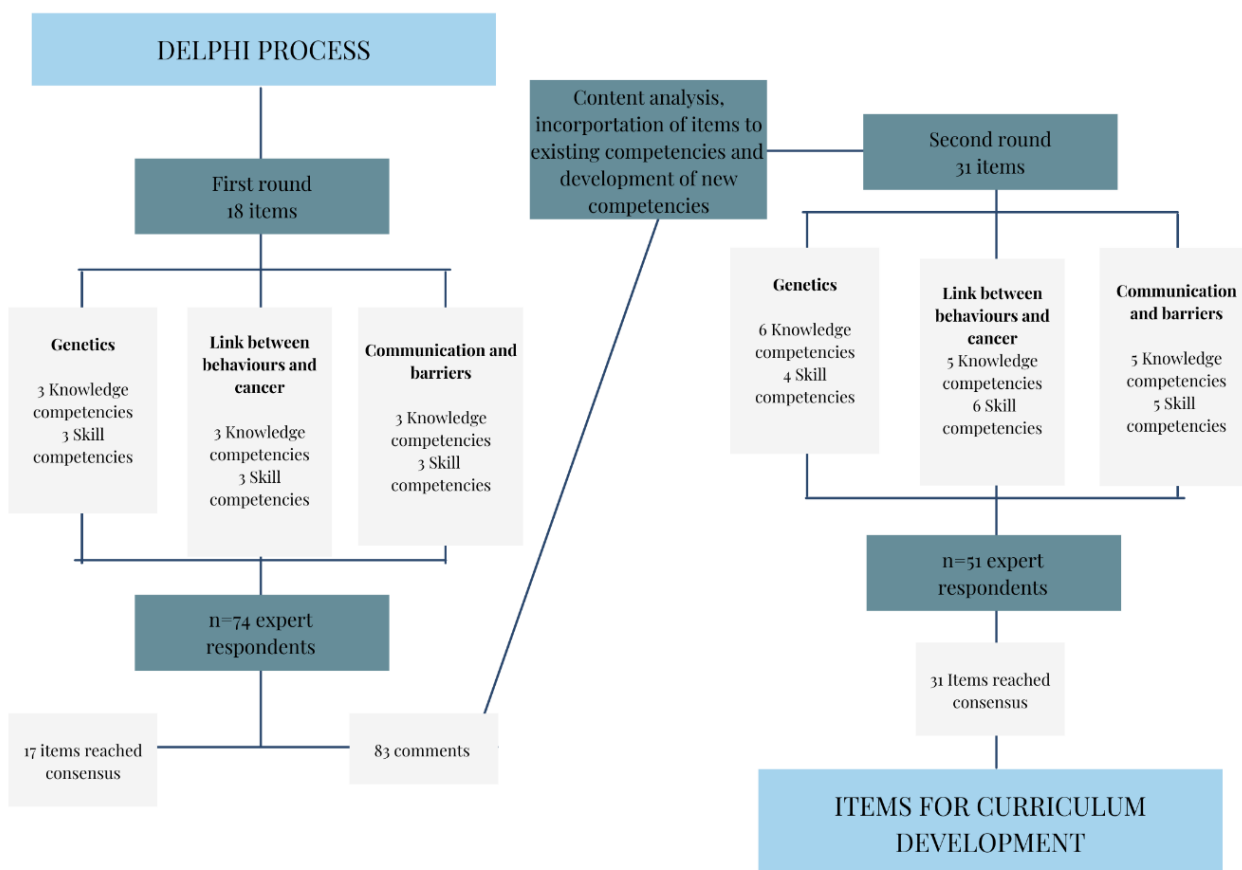 DELPHI PROCESS
First round
18 items
Genetics
3 Knowledge
competencies
3 Skill
competencies
Link between
behaviours and
cancer
3 Knowledge
competencies
3 Skill
competencies
Communication and
barriers
3 Knowledge
competencies
3 Skill
competencies
n=74 expert
respondents
17 items reached
consensus
83 comments
Content analysis,
incorportation of items to
existing competencies and
development of new
competencies
Second round
31 items
Genetics
6 Knowledge
competencies
4 Skill
competencies
Link between
behaviours and
cancer
5 Knowledge
competencies
6 Skill
competencies
Communication
and barriers
5 Knowledge
competencies
5 Skill
competencies
n=51 expert
respondents
31 Items reached
consensus
ITEMS FOR CURRICULUM
DEVELOPMENT